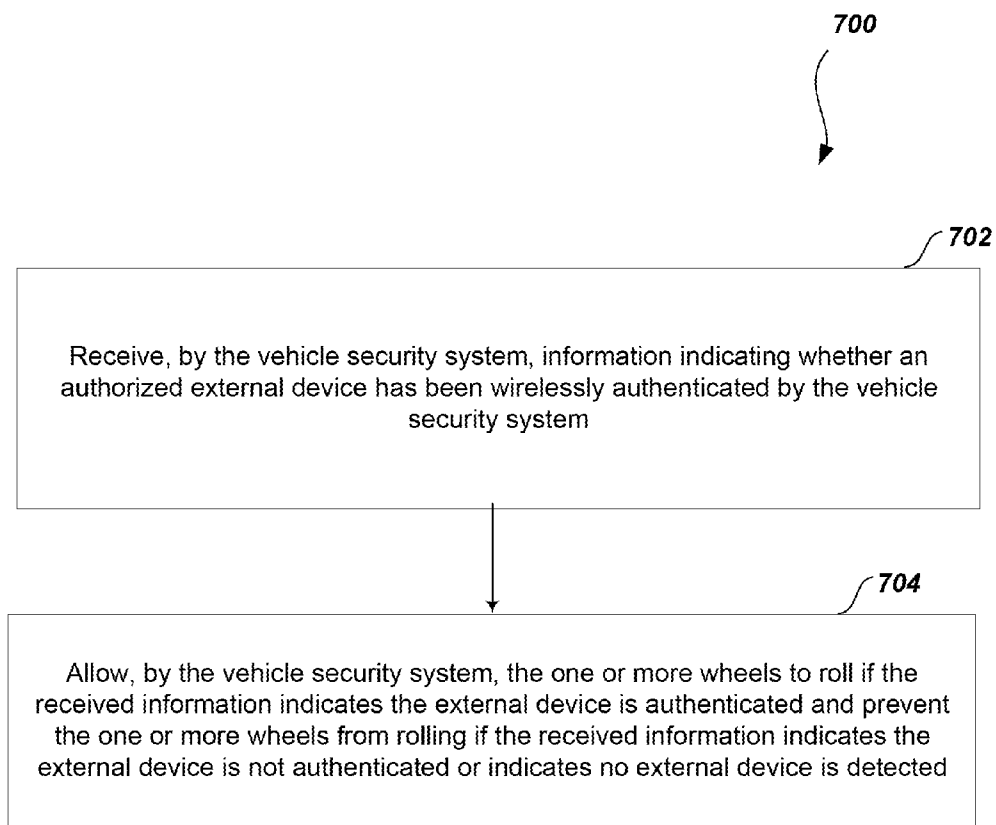 700
702
Receive, by the vehicle security system, information indicating whether an
authorized external device has been wirelessly authenticated by the vehicle
security system
704
Allow, by the vehicle security system, the one or more wheels to roll if the
received information indicates the external device is authenticated and prevent
the one or more wheels from rolling if the received information indicates the
external device is not authenticated or indicates no external device is detected